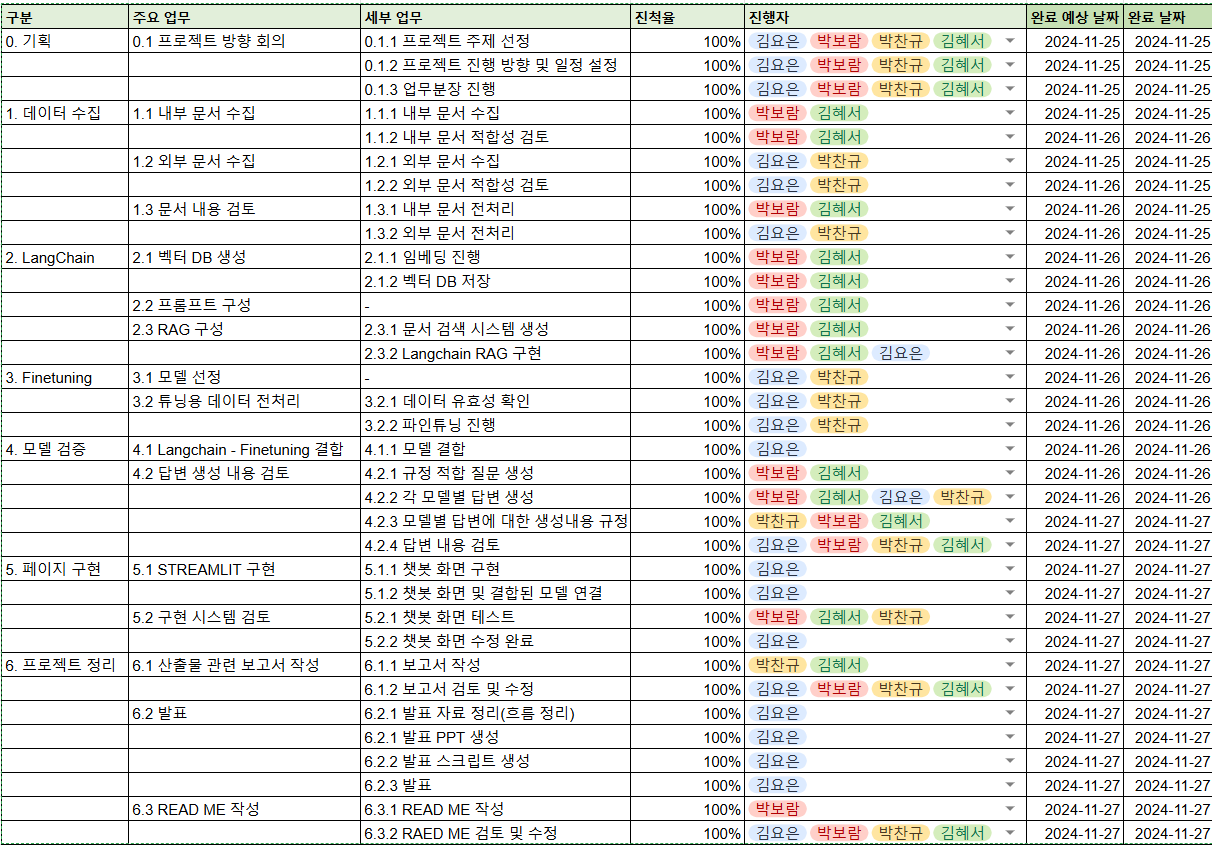 구분 주요 업무 세부 업무 진척율 진행자 완료 예상 날짜 완료 날짜
0. 기획 0.1 프로젝트 방향 회의 0.1.1 프로젝트 주제 선정 100% 김요은 박보람 박찬규 김혜서 2024-11-25 2024-11-25
0.1.2 프로젝트 진행 방향 및 일정 설정 100% 김요은 박보람 박찬규 김혜서 2024-11-25 2024-11-25
0.1.3 업무분장 진행 100% 김요은 박보람 박찬규 김혜서 2024-11-25 2024-11-25
1. 데이터 수집 1.1 내부 문서 수집 1.1.1 내부 문서 수집 100% 박보람 김혜서 2024-11-25 2024-11-25
1.1.2 내부 문서 적합성 검토 100% 박보람 김혜서 2024-11-26 2024-11-25
1.2 외부 문서 수집 1.2.1 외부 문서 수집 100% 김요은 박찬규 2024-11-25 2024-11-25
1.2.2 외부 문서 적합성 검토 100% 김요은 박찬규 2024-11-26 2024-11-25
1.3 문서 내용 검토 1.3.1 내부 문서 전처리 100% 박보람 김혜서 2024-11-26 2024-11-25
1.3.2 외부 문서 전처리 100% 김요은 박찬규 2024-11-26 2024-11-25
2. LangChain 2.1 벡터 DB 생성 2.1.1 임베딩 진행 100% 박보람 김혜서 2024-11-26 2024-11-26
2.1.2 벡터 DB 저장 100% 박보람 김혜서 2024-11-26 2024-11-26
2.2 프롬프트 구성 - 100% 박보람 김혜서 2024-11-26 2024-11-26
2.3 RAG 구성 2.3.1 문서 검색 시스템 생성 100% 박보람 김혜서 2024-11-26 2024-11-26
2.3.2 Langchain RAG 구현 100% 박보람 김혜서 김요은 2024-11-26 2024-11-26
3. Finetuning 3.1 모델 선정 - 100% 김요은 박찬규 2024-11-26 2024-11-26
3.2 튜닝용 데이터 전처리 3.2.1 데이터 유효성 확인 100% 김요은 박찬규 2024-11-26 2024-11-26
3.2.2 파인튜닝 진행 100% 김요은 박찬규 2024-11-26 2024-11-26
4. 모델 검증 4.1 Langchain - Finetuning 결합 4.1.1 모델 결합 100% 김요은 2024-11-26 2024-11-26
4.2 답변 생성 내용 검토 4.2.1 규정 적합 질문 생성 100% 박보람 김혜서 2024-11-26 2024-11-26
4.2.2 각 모델별 답변 생성 100% 박보람 김혜서 김요은 박찬규 2024-11-26 2024-11-26
4.2.3 모델별 답변에 대한 생성내용 규정 100% 박찬규 박보람 김혜서 2024-11-27 2024-11-27
4.2.4 답변 내용 검토 100% 김요은 박보람 박찬규 김혜서 2024-11-27 2024-11-27
5. 페이지 구현 5.1 STREAMLIT 구현 5.1.1 챗봇 화면 구현 100% 김요은 2024-11-27 2024-11-27
5.1.2 챗봇 화면 및 결합된 모델 연결 100% 김요은 2024-11-27 2024-11-27
5.2 구현 시스템 검토 5.2.1 챗봇 화면 테스트 100% 박보람 김혜서 박찬규 2024-11-27 2024-11-27
5.2.2 챗봇 화면 수정 완료 100% 김요은 2024-11-27 2024-11-27
6. 프로젝트 정리 6.1 산출물 관련 보고서 작성 6.1.1 보고서 작성 100% 박찬규 김혜서 2024-11-27 2024-11-27
6.1.2 보고서 검토 및 수정 100% 김요은 박보람 박찬규 김혜서 2024-11-27 2024-11-27
6.2 발표 6.2.1 발표 자료 정리(흐름 정리) 100% 김요은 2024-11-27 2024-11-27
6.2.1 발표 PPT 생성 100% 김요은 2024-11-27 2024-11-27
6.2.2 발표 스크립트 생성 100% 김요은 2024-11-27 2024-11-27
6.2.3 발표 100% 김요은 2024-11-27 2024-11-27
6.3 READ ME 작성 6.3.1 READ ME 작성 100% 박보람 2024-11-27 2024-11-27
6.3.2 RAED ME 검토 및 수정 100% 김요은 박보람 박찬규 김혜서 2024-11-27 2024-11-27